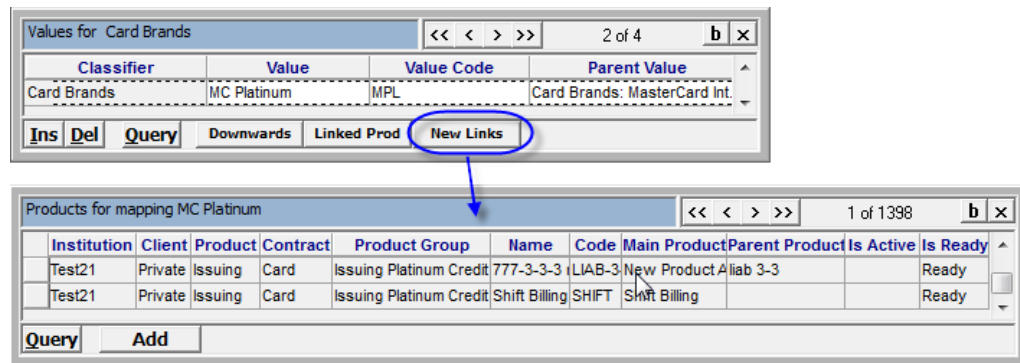 Values for Card Brands << < > >> 2 of 4 b x
Classifier Value Value Code Parent Value
Card Brands MC Platinum MPL Card Brands: MasterCard Int.
Ins Del Query Downwards Linked Prod New Links
Products for mapping MC Platinum << < > >> 1 of 1398 b x
Institution Client Product Contract Product Group Name Code Main Product Parent Product Is Active Is Ready
Test21 Private Issuing Card Issuing Platinum Credit 777-3-3-3 LIAB-3 New Product A liab 3-3 Ready
Test21 Private Issuing Card Issuing Platinum Credit Shift Billing SHIFT Shift Billing Ready
Query Add